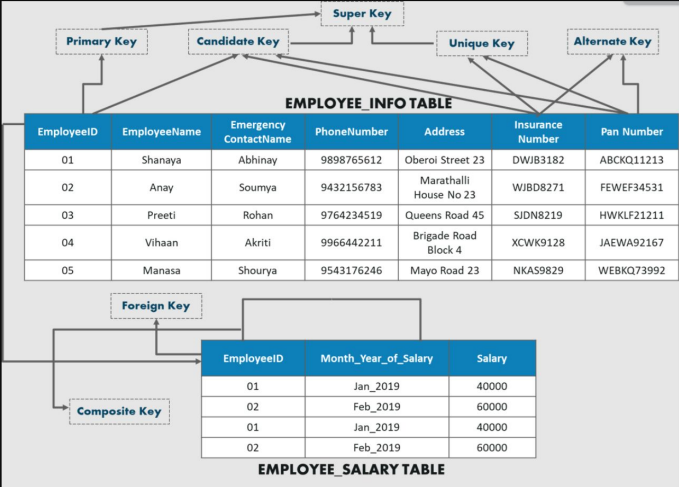 Super Key
Primary Key Candidate Key Unique Key Alternate Key
EMPLOYEE_INFO TABLE
EmployeeID EmployeeName Emergency ContactName PhoneNumber Address Insurance Number Pan Number
01 Shanaya Abhinay 9898765612 Oberoi Street 23 DWJB3182 ABCKQ11213
02 Anay Soumya 9432156783 Marathalli House No 23 WJBD8271 FEWEF34531
03 Preeti Rohan 9764234519 Queens Road 45 SJDN8219 HWKLF21211
04 Vihaan Akriti 9966442211 Brigade Road Block 4 XCWK9128 JAEWA92167
05 Manasa Shourya 9543176246 Mayo Road 23 NKAS9829 WEBKQ73992
Foreign Key
EmployeeID Month_Year_of_Salary Salary
01 Jan_2019 40000
02 Feb_2019 60000
Composite Key
01 Jan_2019 40000
02 Feb_2019 60000
EMPLOYEE_SALARY TABLE